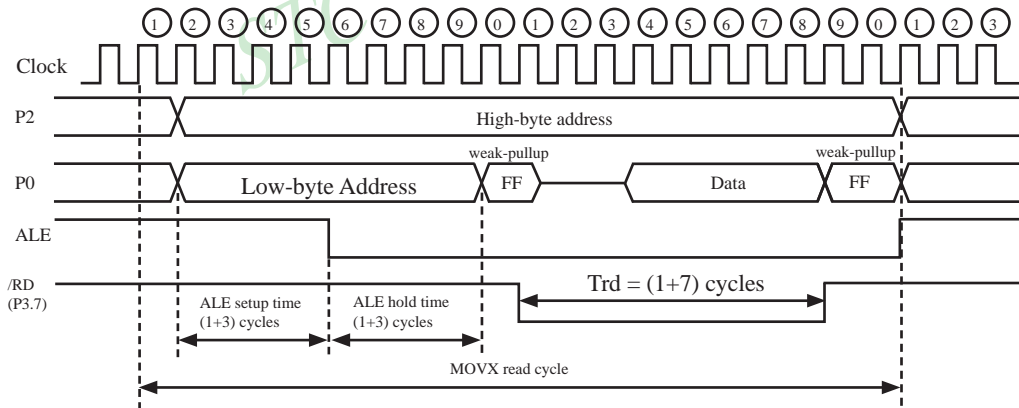 1 2 3 4 5 6 7 8 9 0 1 2 3 4 5 6 7 8 9 0 1 2 3
STC
Clock
P2
High-byte address
weak-pullup weak-pullup
P0
Low-byte Address FF Data FF
ALE
/RD
(P3.7)
Trd = (1+7) cycles
ALE setup time
(1+3) cycles
ALE hold time
(1+3) cycles
MOVX read cycle